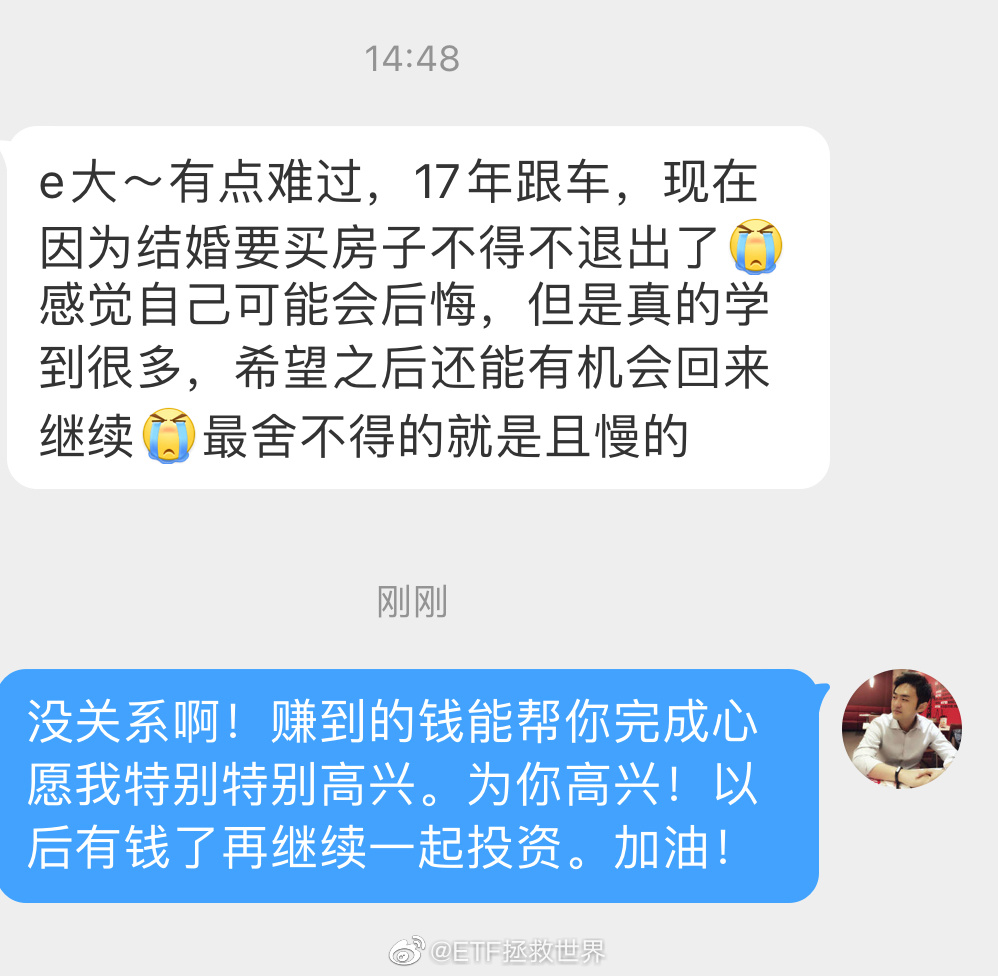 14:48
e大～有点难过，17年跟车，现在
因为结婚要买房子不得不退出了😭
感觉自己可能会后悔，但是真的学
到很多，希望之后还能有机会回来
继续😭最舍不得的就是且慢的
刚刚
没关系啊！赚到的钱能帮你完成心
愿我特别特别高兴。为你高兴！以
后有钱了再继续一起投资。加油！
@ETF拯救世界